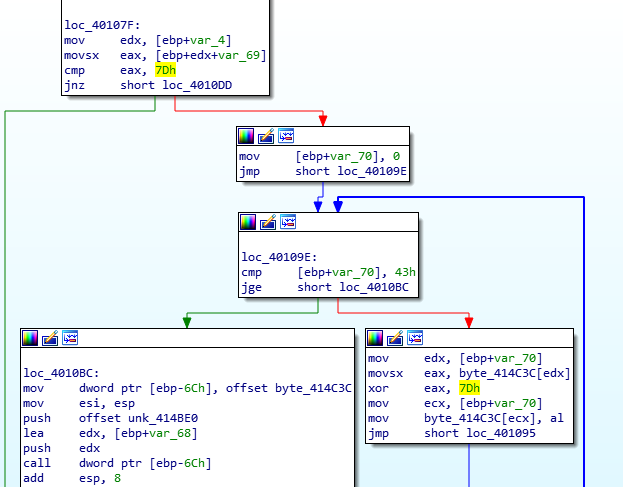 loc_40107F:
mov edx, [ebp+var_4]
movsx eax, [ebp+edx+var_69]
cmp eax, 7Dh
jnz short loc_4010DD
mov [ebp+var_70], 0
jmp short loc_40109E
loc_40109E:
cmp [ebp+var_70], 43h
jge short loc_4010BC
loc_4010BC:
mov dword ptr [ebp-6Ch], offset byte_414C3C
mov esi, esp
push offset unk_414BE0
lea edx, [ebp+var_68]
push edx
call dword ptr [ebp-6Ch]
add esp, 8
mov edx, [ebp+var_70]
movsx eax, byte_414C3C[edx]
xor eax, 7Dh
mov ecx, [ebp+var_70]
mov byte_414C3C[ecx], al
jmp short loc_401095